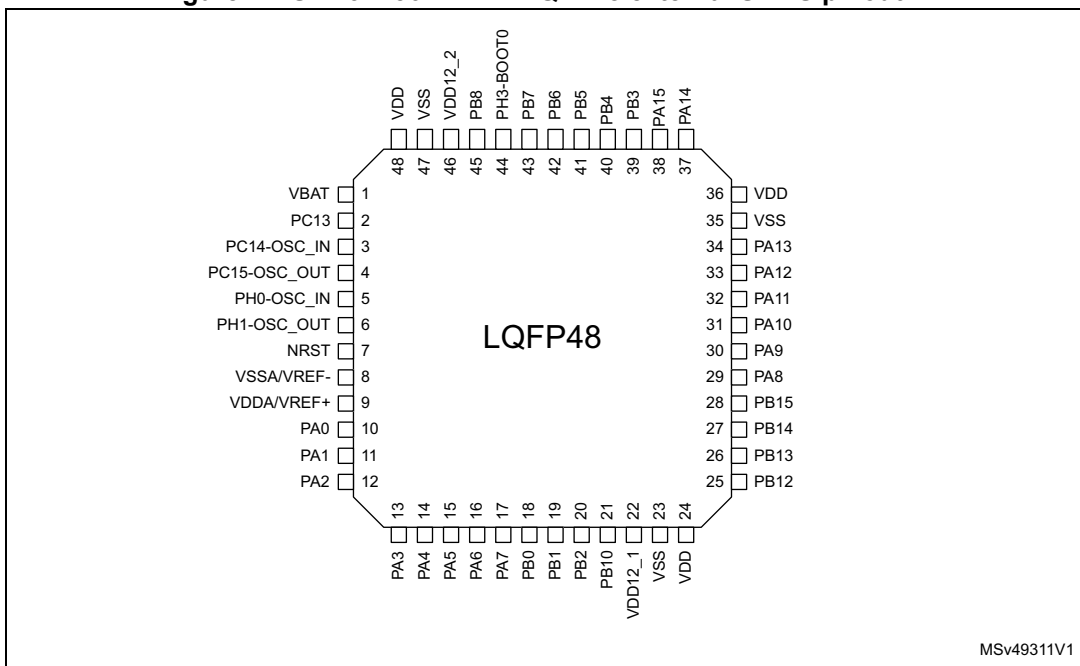 VDD
VSS
VDD12_2
PB8
PH3-BOOT0
PB7
PB6
PB5
PB4
PB3
PA15
PA14
48
47
46
45
44
43
42
41
40
39
38
37
VBAT 1
PC13 2
PC14-OSC_IN 3
PC15-OSC_OUT 4
PH0-OSC_IN 5
PH1-OSC_OUT 6
NRST 7
VSSA/VREF- 8
VDDA/VREF+ 9
PA0 10
PA1 11
PA2 12
LQFP48
36 VDD
35 VSS
34 PA13
33 PA12
32 PA11
31 PA10
30 PA9
29 PA8
28 PB15
27 PB14
26 PB13
25 PB12
13
14
15
16
17
18
19
20
21
22
23
24
PA3
PA4
PA5
PA6
PA7
PB0
PB1
PB2
PB10
VDD12_1
VSS
VDD
MSv49311V1